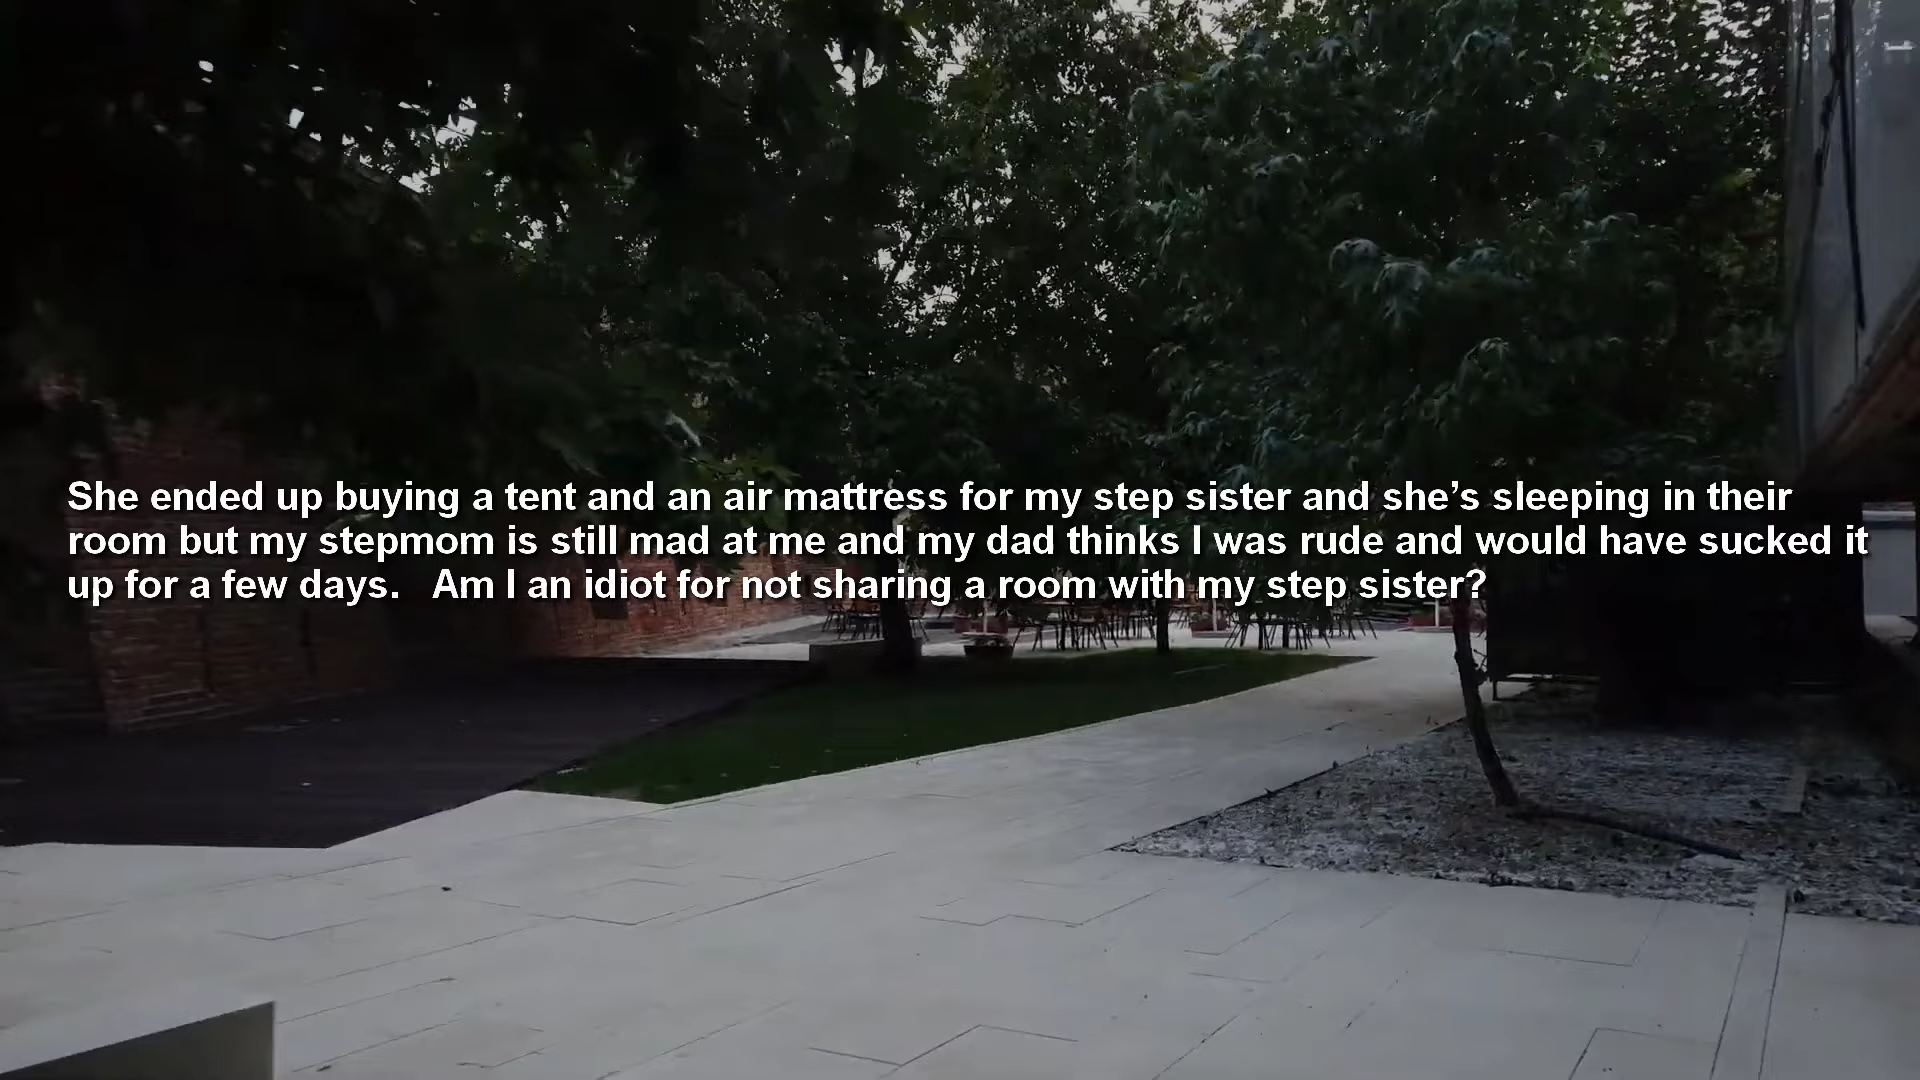 She ended up buying a tent and an air mattress for my step sister and she’s sleeping in their
room but my stepmom is still mad at me and my dad thinks I was rude and would have sucked it
up for a few days.   Am I an idiot for not sharing a room with my step sister?